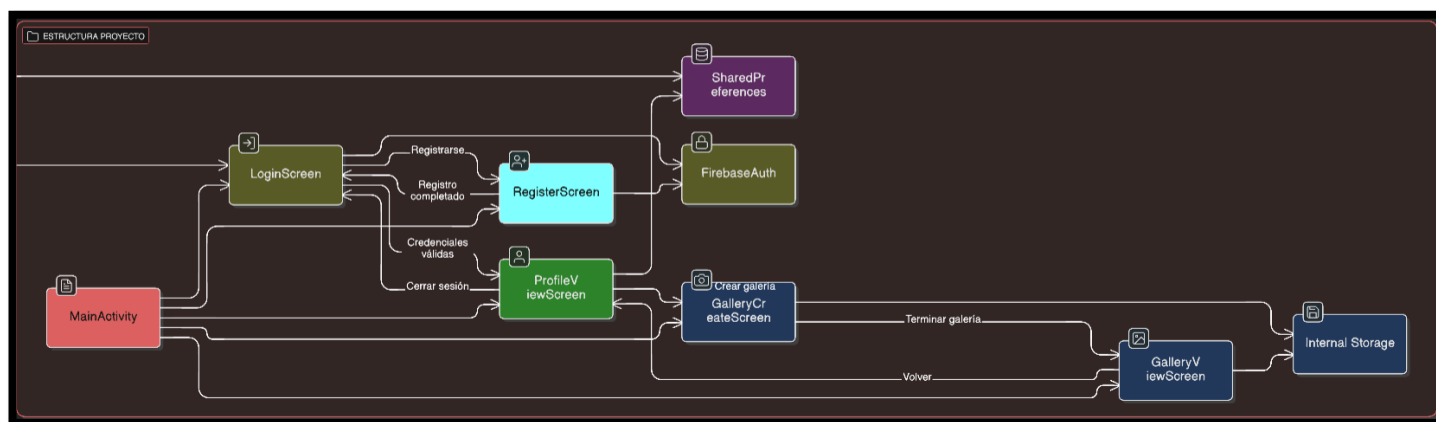 ESTRUCTURA PROYECTO
SharedPr
eferences
LoginScreen
Registrarse
Registro
completado
RegisterScreen
FirebaseAuth
Credenciales
válidas
Cerrar sesión
ProfileV
iewScreen
MainActivity
Crear galería
GalleryCr
eateScreen
Terminar galería
Volver
GalleryV
iewScreen
Internal Storage